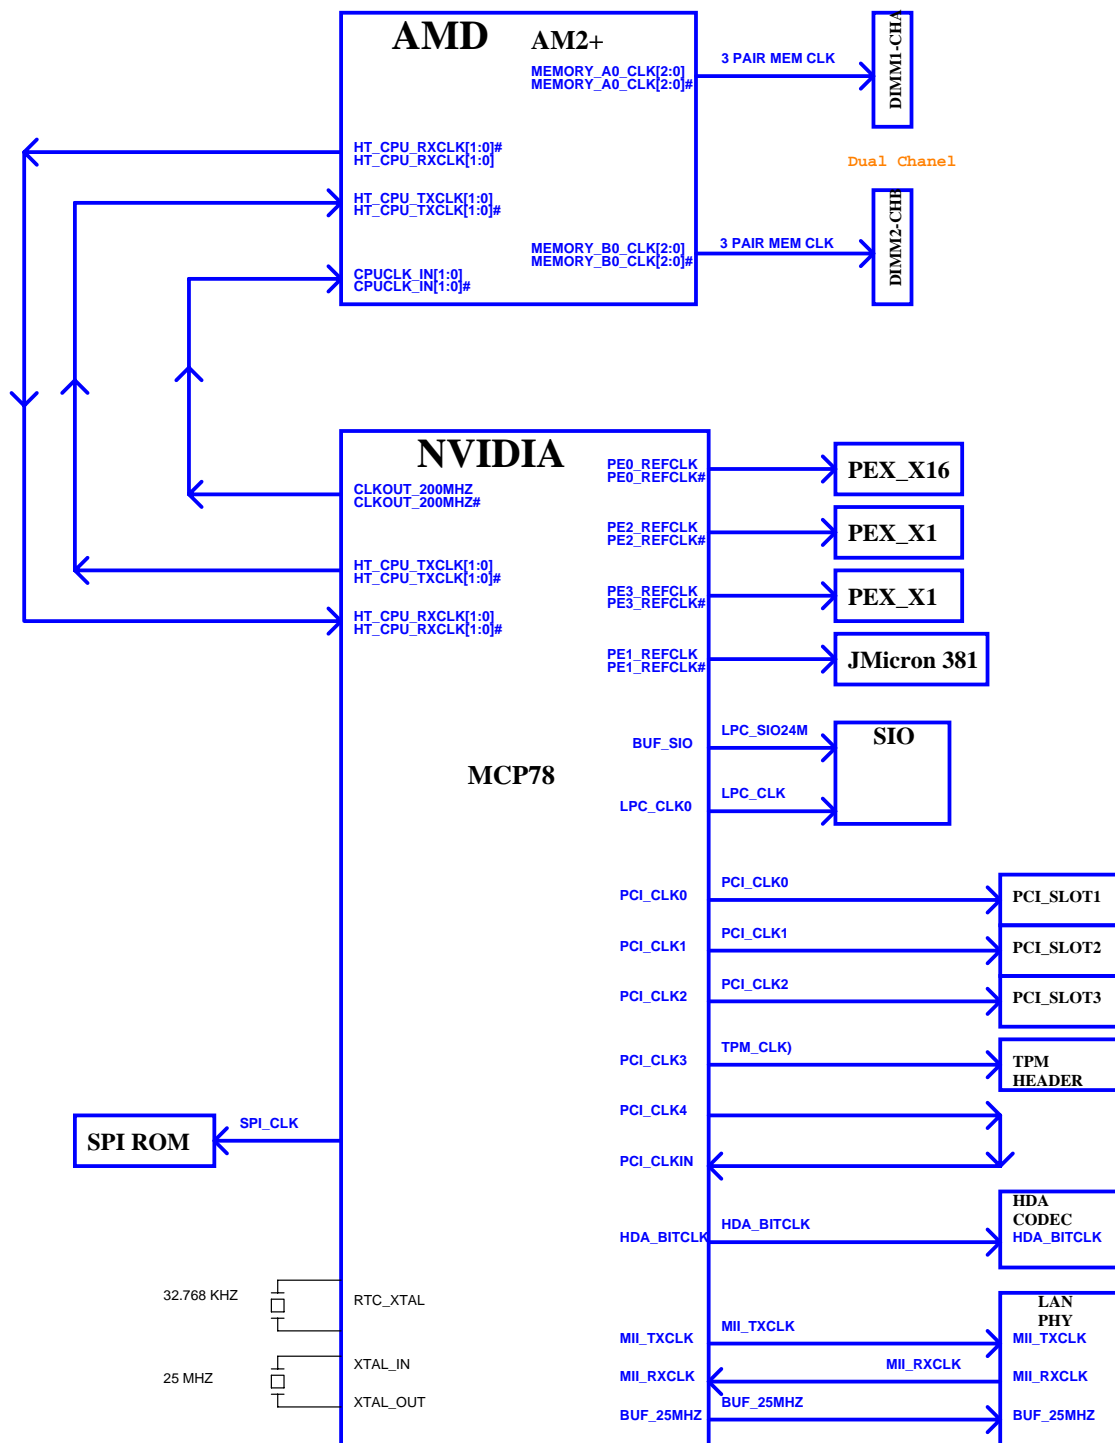 AMD AM2+
MEMORY_A0_CLK[2:0]
MEMORY_A0_CLK[2:0]#
3 PAIR MEM CLK
DIMM1-CHA
HT_CPU_RXCLK[1:0]#
HT_CPU_RXCLK[1:0]
Dual Chanel
HT_CPU_TXCLK[1:0]
HT_CPU_TXCLK[1:0]#
MEMORY_B0_CLK[2:0]
MEMORY_B0_CLK[2:0]#
3 PAIR MEM CLK
DIMM2-CHB
CPUCLK_IN[1:0]
CPUCLK_IN[1:0]#
NVIDIA
PE0_REFCLK
PE0_REFCLK#
PEX_X16
CLKOUT_200MHZ
CLKOUT_200MHZ#
PE2_REFCLK
PE2_REFCLK#
PEX_X1
HT_CPU_TXCLK[1:0]
HT_CPU_TXCLK[1:0]#
PE3_REFCLK
PE3_REFCLK#
PEX_X1
HT_CPU_RXCLK[1:0]
HT_CPU_RXCLK[1:0]#
PE1_REFCLK
PE1_REFCLK#
JMicron 381
BUF_SIO
LPC_SIO24M
SIO
MCP78
LPC_CLK0
LPC_CLK
PCI_CLK0
PCI_CLK0
PCI_SLOT1
PCI_CLK1
PCI_CLK1
PCI_SLOT2
PCI_CLK2
PCI_CLK2
PCI_SLOT3
PCI_CLK3
TPM_CLK)
TPM
HEADER
PCI_CLK4
SPI ROM
SPI_CLK
PCI_CLKIN
HDA_BITCLK
HDA_BITCLK
HDA
CODEC
HDA_BITCLK
32.768 KHZ
RTC_XTAL
LAN
PHY
MII_TXCLK
MII_TXCLK
MII_TXCLK
25 MHZ
XTAL_IN
XTAL_OUT
MII_RXCLK
MII_RXCLK
MII_RXCLK
BUF_25MHZ
BUF_25MHZ
BUF_25MHZ